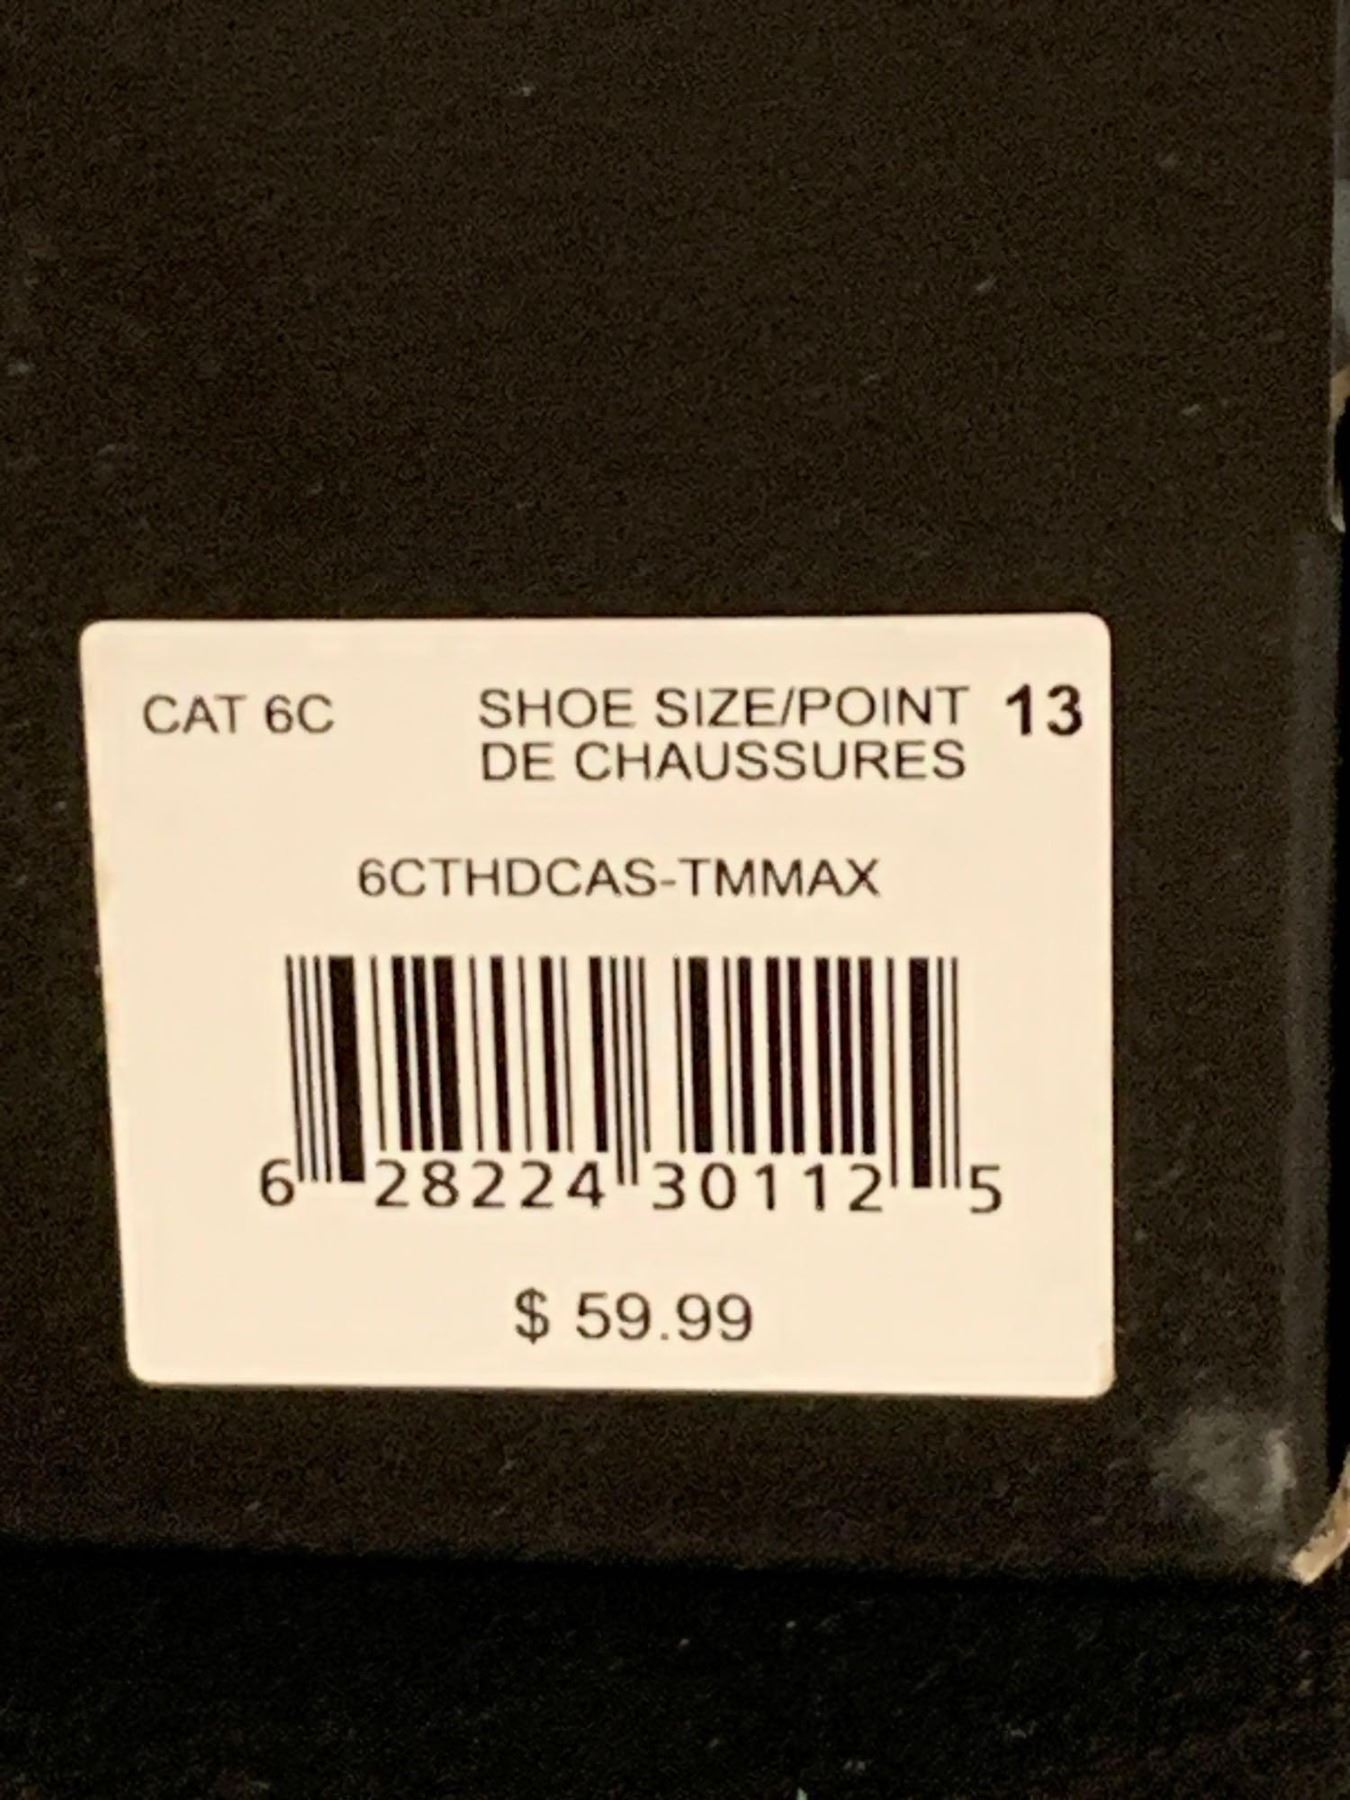 CAT 6C SHOE SIZE/POINT 13
DE CHAUSSURES
6CTHDCAS-TMMAX
6 28224 30112 5
$ 59.99